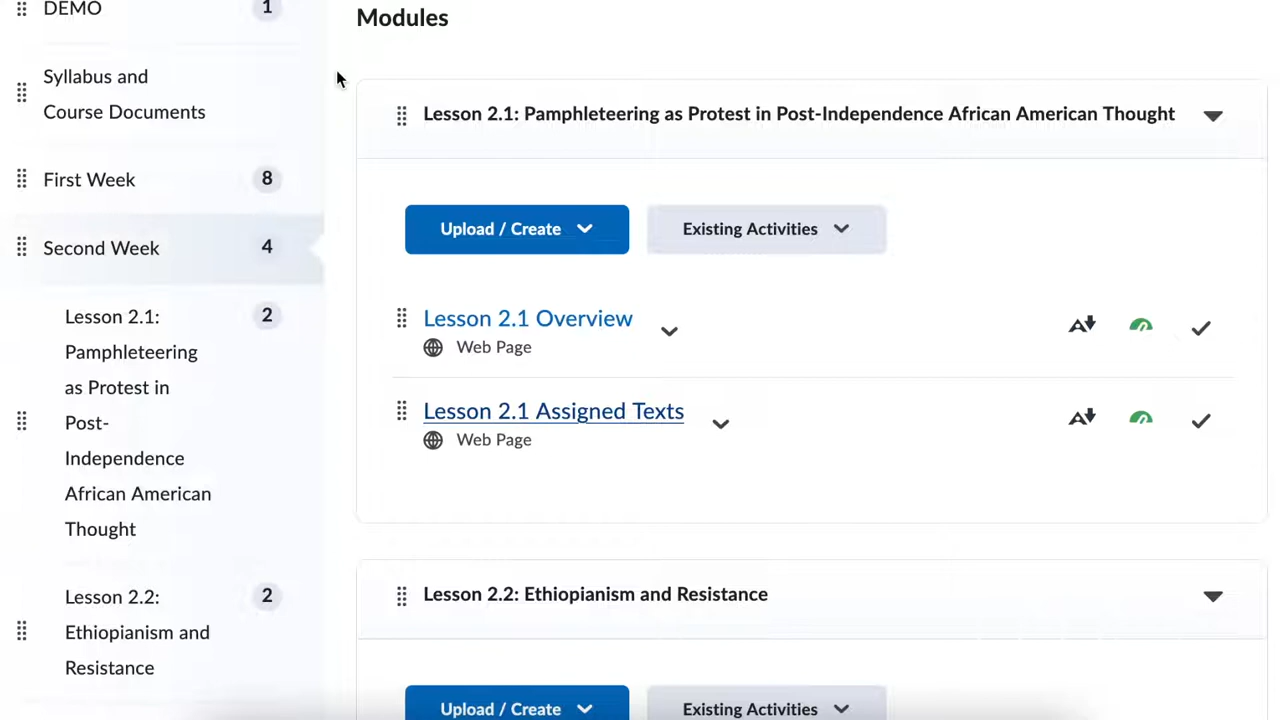 DEMO
1
Syllabus and
Course Documents
First Week
8
Second Week
4
Lesson 2.1:
2
Pamphleteering
as Protest in
Post-
Independence
African American
Thought
Lesson 2.2:
2
Ethiopianism and
Resistance
Modules
Lesson 2.1: Pamphleteering as Protest in Post-Independence African American Thought
Upload / Create
Existing Activities
Lesson 2.1 Overview
Web Page
Lesson 2.1 Assigned Texts
Web Page
Lesson 2.2: Ethiopianism and Resistance
Upload / Create
Existing Activities